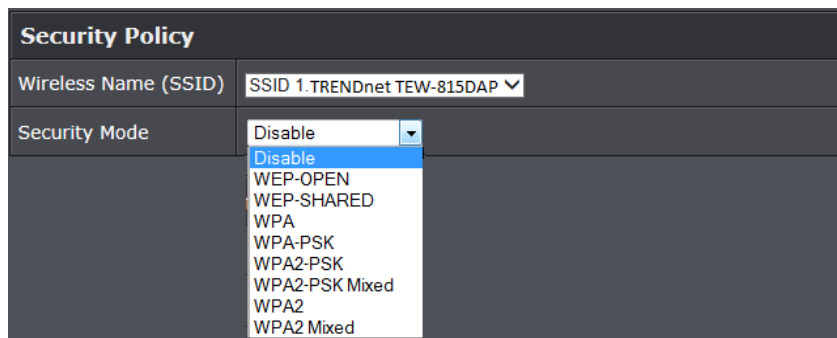 Security Policy
Wireless Name (SSID) SSID 1.TRENDnet TEW-815DAP
Security Mode Disable
Disable
WEP-OPEN
WEP-SHARED
WPA
WPA-PSK
WPA2-PSK
WPA2-PSK Mixed
WPA2
WPA2 Mixed